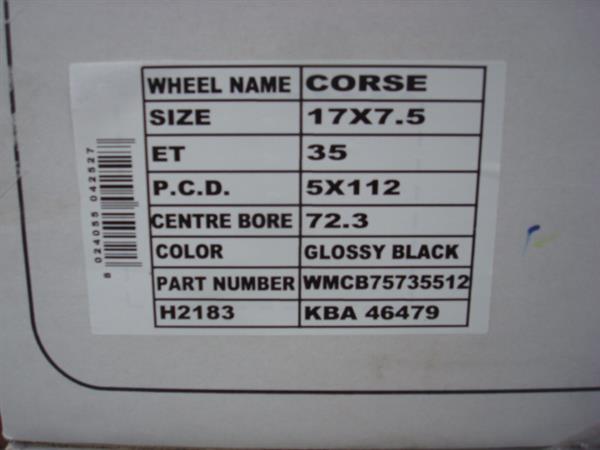 WHEEL NAME CORSE
SIZE 17X7.5
ET 35
P.C.D. 5X112
CENTRE BORE 72.3
COLOR GLOSSY BLACK
PART NUMBER WMCB75735512
H2183 KBA 46479
8 024055 042527